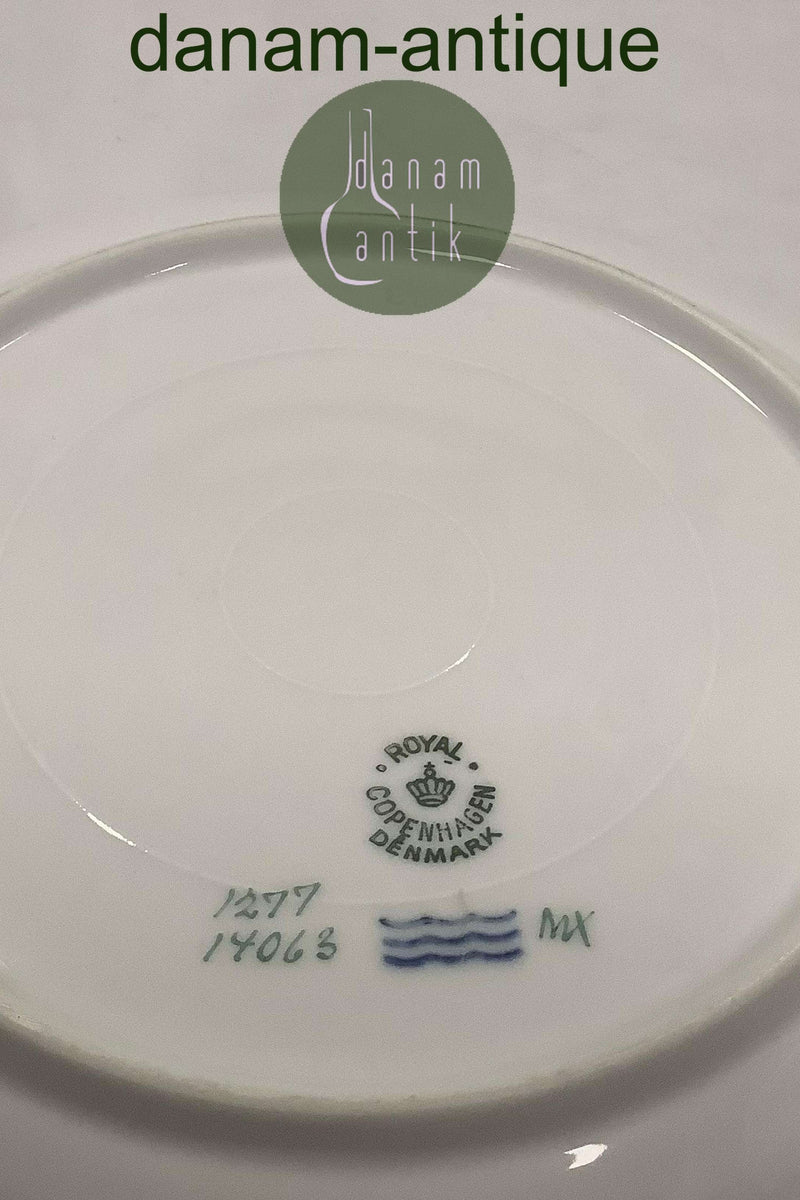 danam-antique
danam
antik
ROYAL
COPENHAGEN
DENMARK
1277
14063
MX